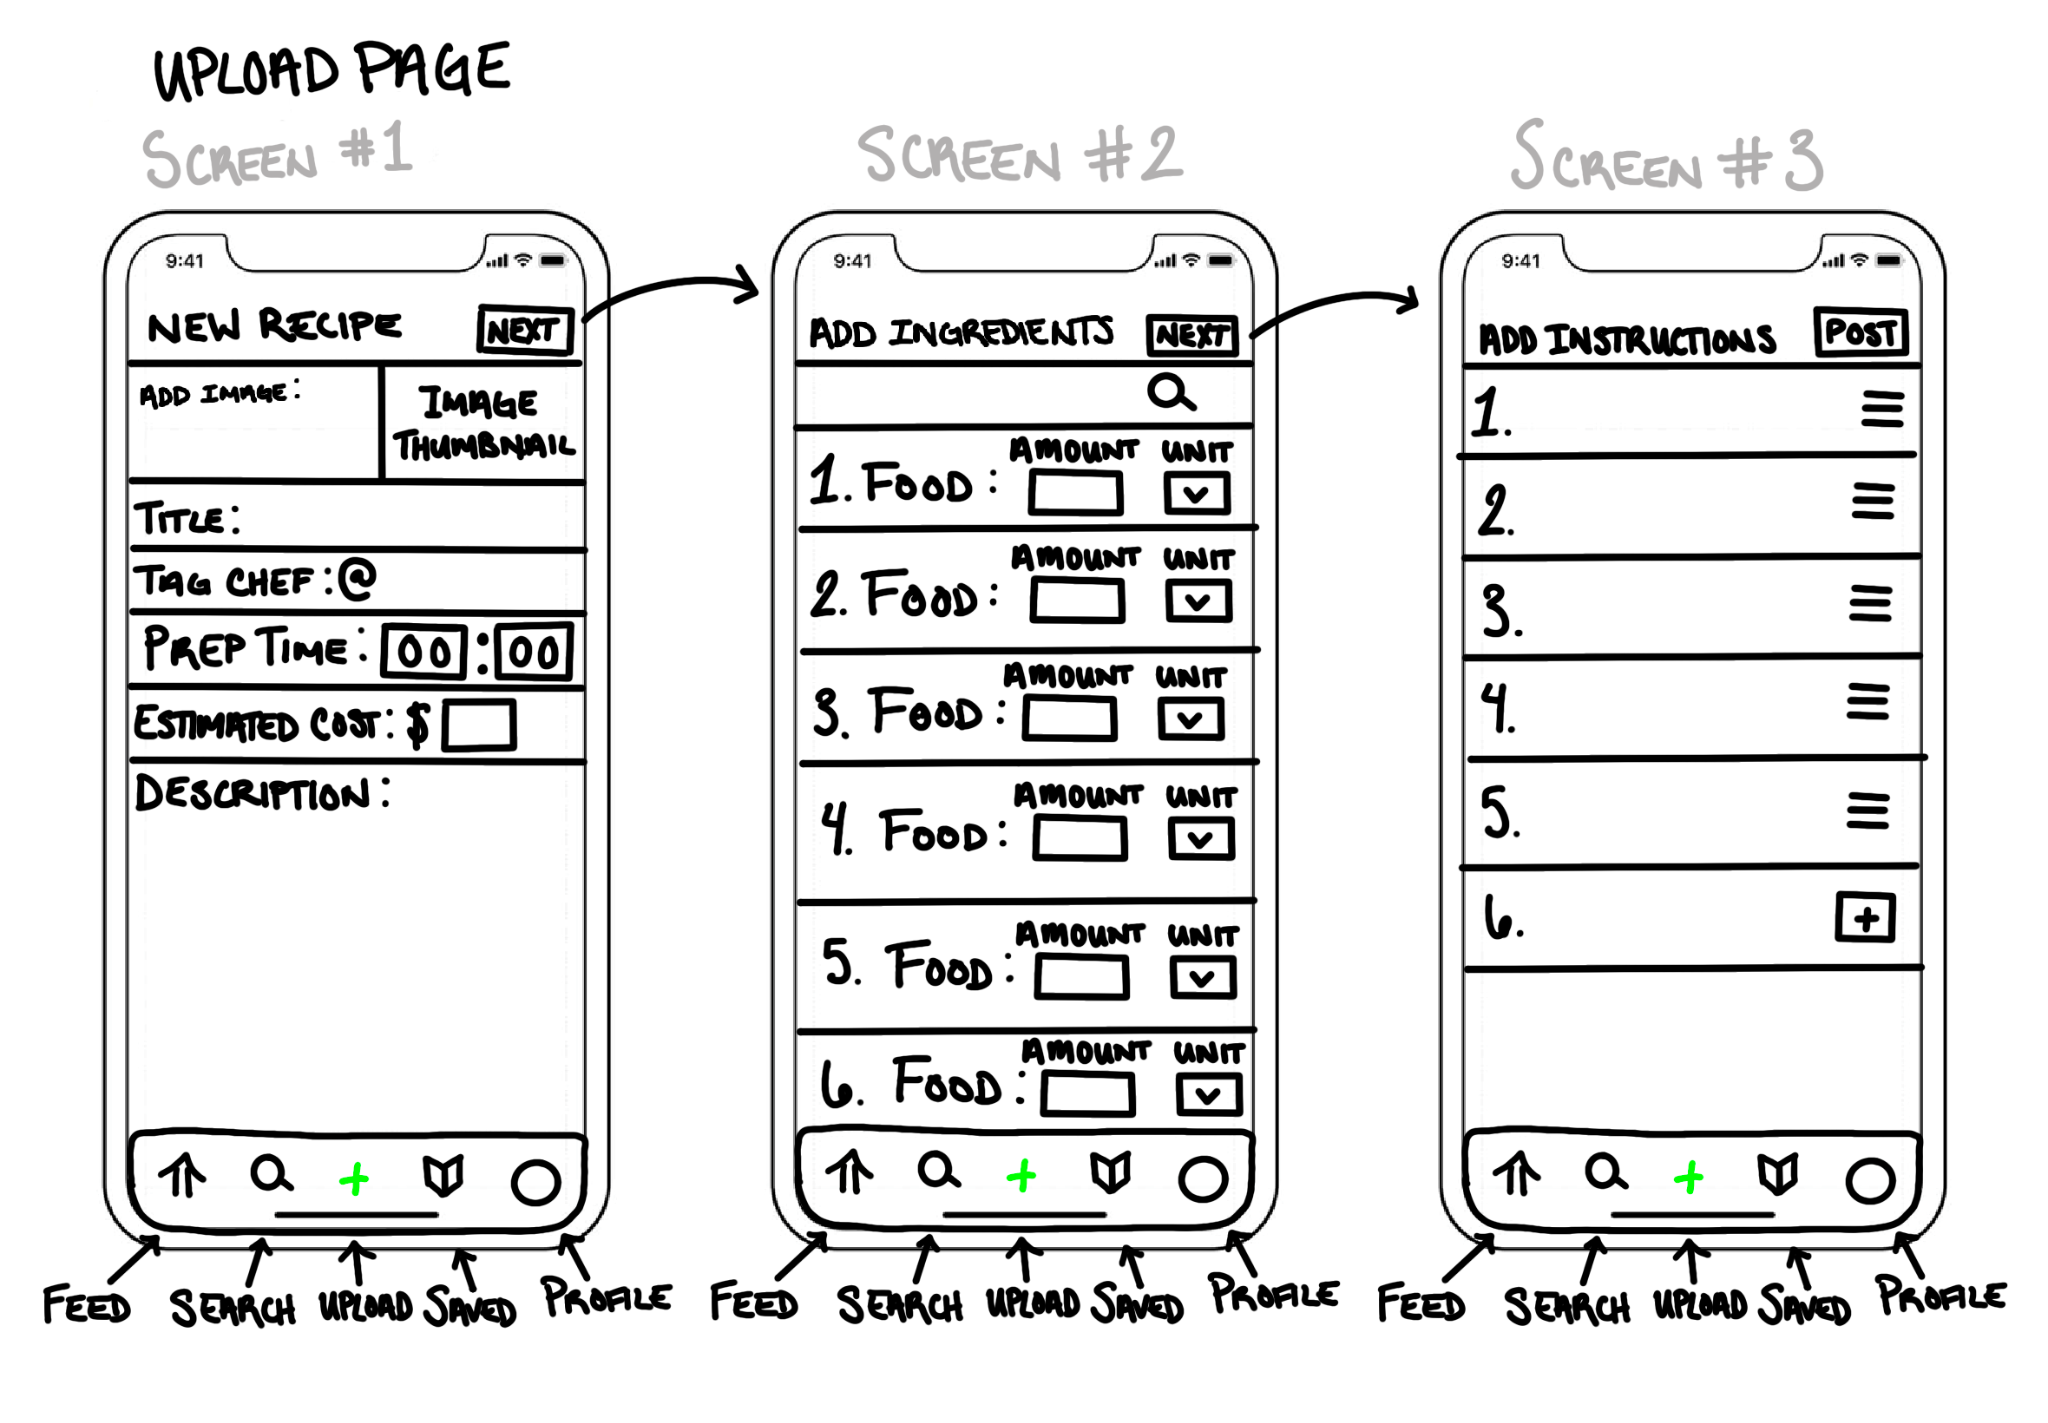 UPLOAD PAGE
SCREEN #1
9:41
NEW RECIPE NEXT
ADD IMAGE: IMAGE
THUMBNAIL
TITLE:
TAG CHEF: @
PREP TIME: 00:00
ESTIMATED COST: $
DESCRIPTION:
FEED SEARCH UPLOAD SAVED PROFILE
SCREEN #2
9:41
ADD INGREDIENTS NEXT
AMOUNT UNIT
1. FOOD:
AMOUNT UNIT
2. FOOD:
AMOUNT UNIT
3. FOOD:
AMOUNT UNIT
4. FOOD:
AMOUNT UNIT
5. FOOD:
AMOUNT UNIT
6. FOOD:
FEED SEARCH UPLOAD SAVED PROFILE
SCREEN #3
9:41
ADD INSTRUCTIONS POST
1.
2.
3.
4.
5.
6. +
FEED SEARCH UPLOAD SAVED PROFILE